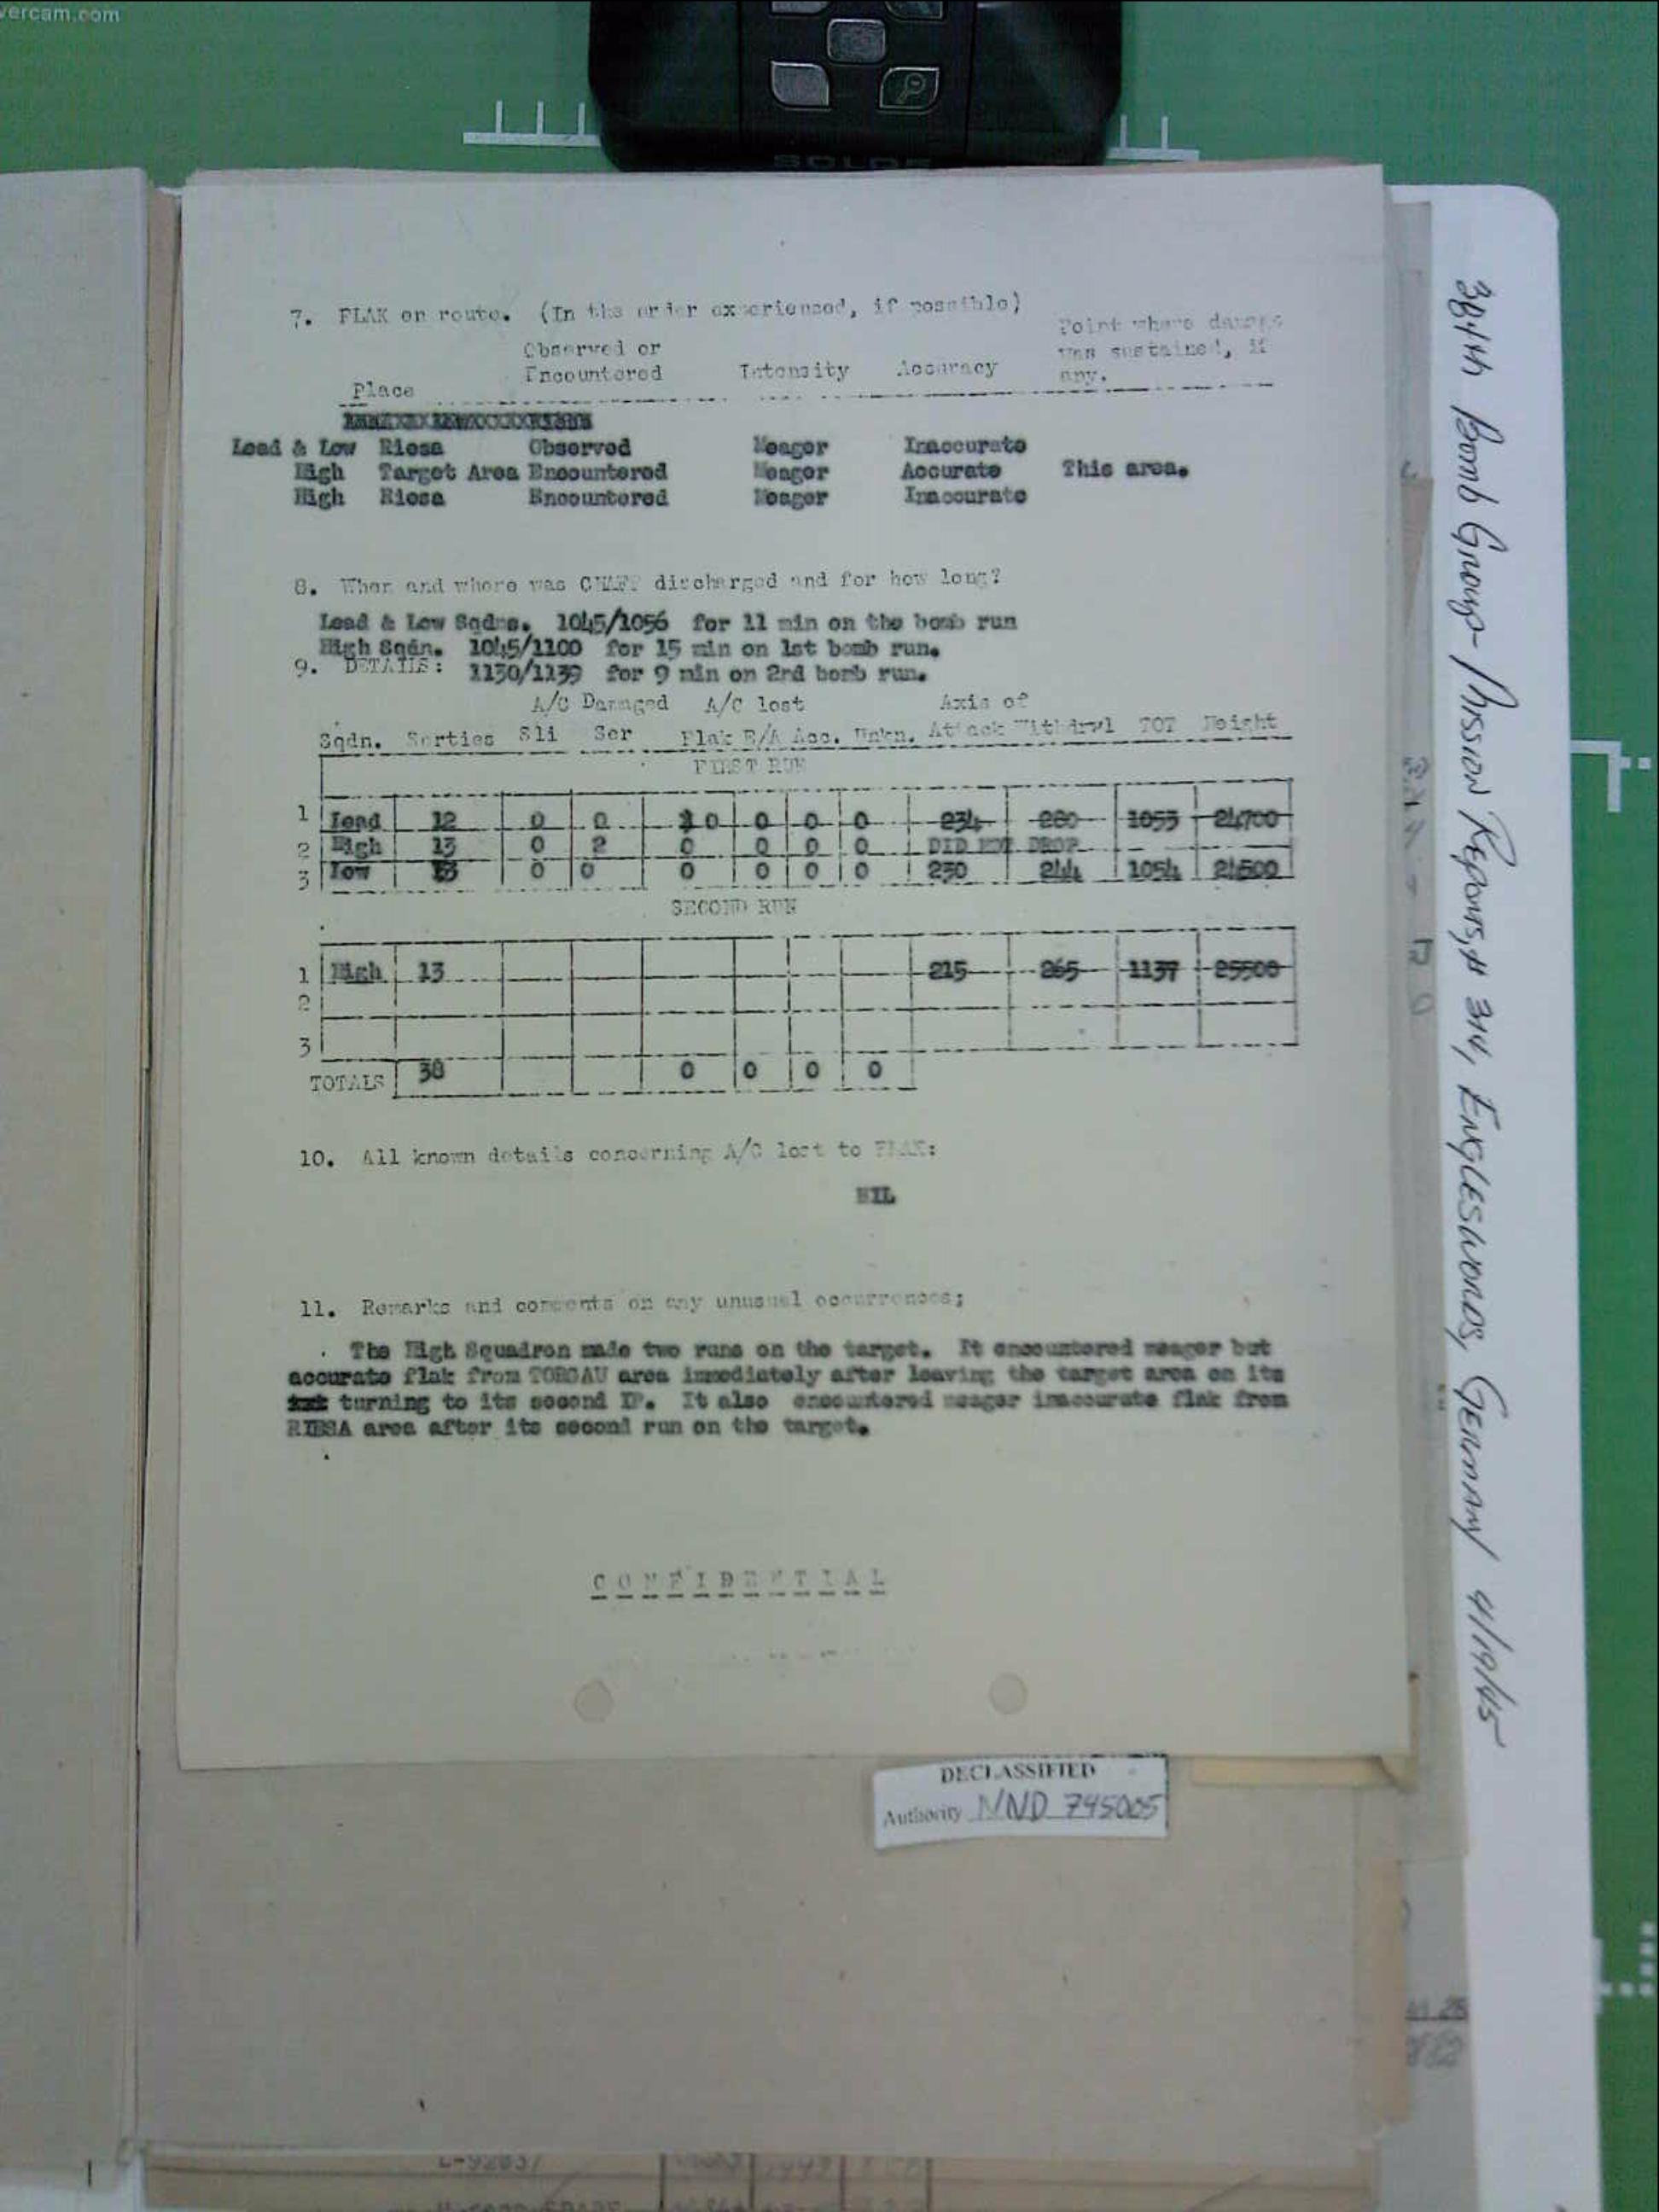 vercam.com
7. FLAK en route. (In the order experienced, if possible)
Place Observed or Encountered Intensity Accuracy Point where damage was sustained, if any.
Lead & Low Riesa Observed Meager Inaccurate
High Target Area Encountered Meager Accurate This area.
High Riesa Encountered Meager Inaccurate
8. When and where was CHAFF discharged and for how long?
Lead & Low Sqdns. 1045/1056 for 11 min on the bomb run
High Sqdn. 1045/1100 for 15 min on 1st bomb run.
9. DETAILS: 1130/1139 for 9 min on 2nd bomb run.
A/C Damaged A/C lost Axis of
Sqdn. Sorties Sli Ser Flak E/A Acc. Unkn. Attack Withdrwl TOT Height
FIRST RUN
1 Lead 12 0 0 0 0 0 0 234 280 1053 24700
2 High 13 0 2 0 0 0 0 DID NOT DROP
3 Low 13 0 0 0 0 0 0 230 244 1054 24500
SECOND RUN
1 High 13 215 265 1137 25500
2
3
TOTALS 38 0 0 0 0
10. All known details concerning A/C lost to FLAK:
NIL
11. Remarks and comments on any unusual occurrences;
The High Squadron made two runs on the target. It encountered meager but
accurate flak from TORGAU area immediately after leaving the target area on its
turning to its second IP. It also encountered meager inaccurate flak from
RIESA area after its second run on the target.
CONFIDENTIAL
DECLASSIFIED
Authority NND 745005
384th Bomb Group - Mission Reports, # 314, Engleswords, Germany 4/19/45